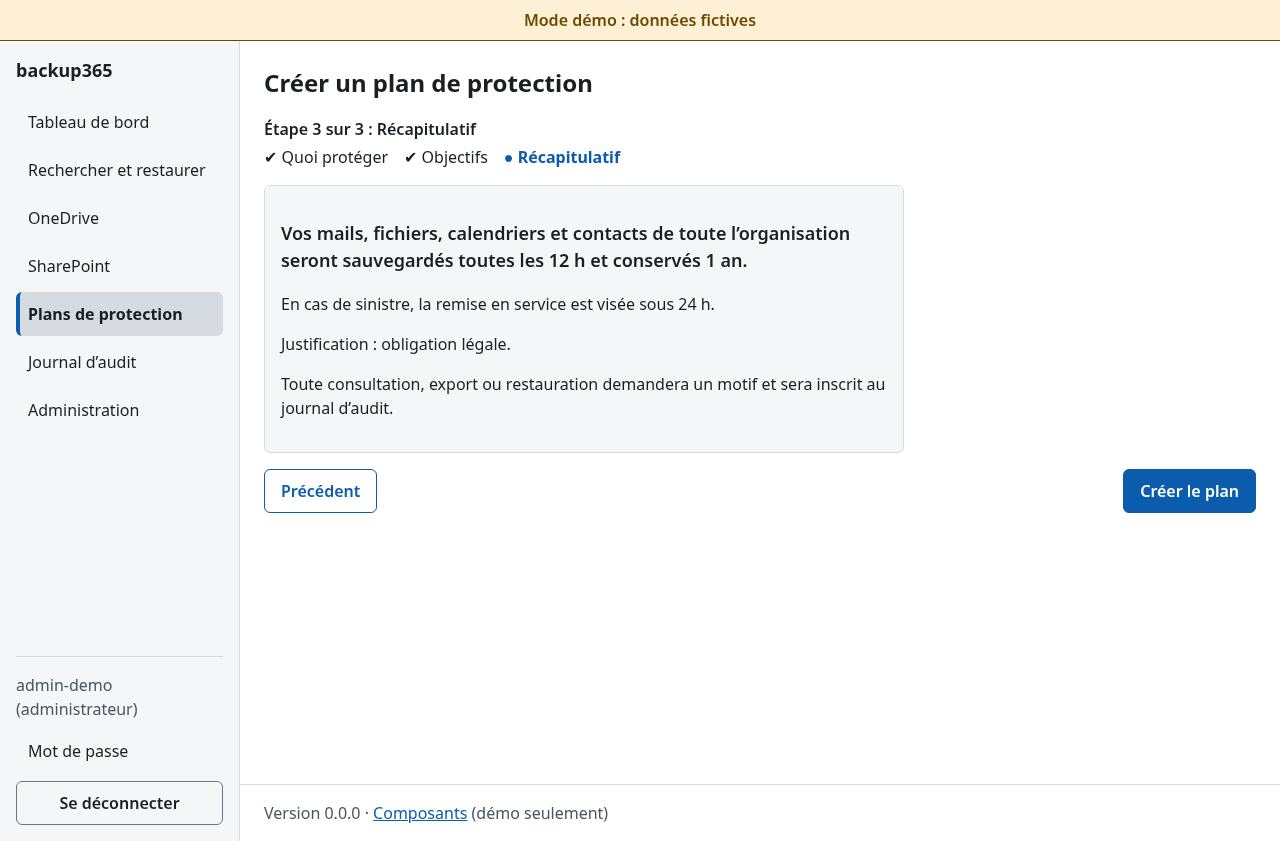 Mode démo : données fictives
backup365
Tableau de bord
Rechercher et restaurer
OneDrive
SharePoint
Plans de protection
Journal d’audit
Administration
admin-demo
(administrateur)
Mot de passe
Se déconnecter
Créer un plan de protection
Étape 3 sur 3 : Récapitulatif
✔ Quoi protéger ✔ Objectifs ● Récapitulatif
Vos mails, fichiers, calendriers et contacts de toute l’organisation
seront sauvegardés toutes les 12 h et conservés 1 an.
En cas de sinistre, la remise en service est visée sous 24 h.
Justification : obligation légale.
Toute consultation, export ou restauration demandera un motif et sera inscrit au
journal d’audit.
Précédent
Créer le plan
Version 0.0.0 · Composants (démo seulement)